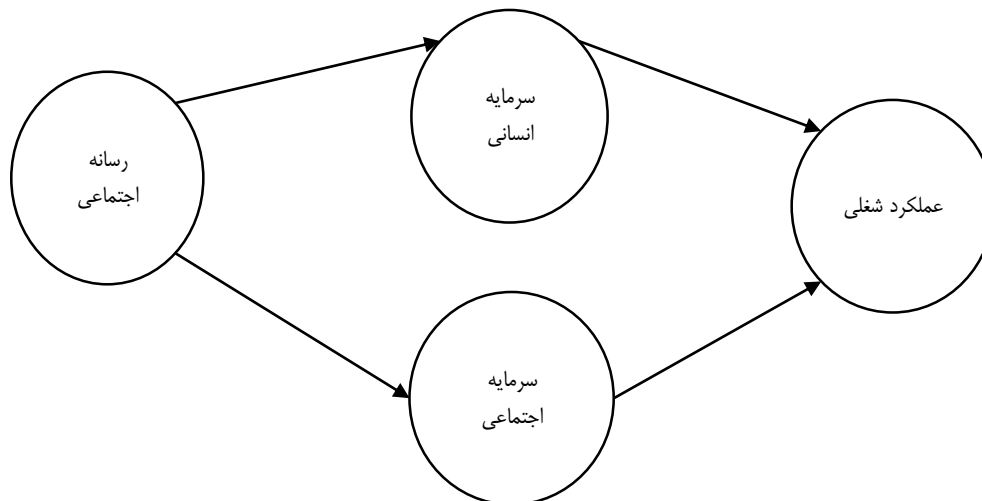 سرمایه
انسانی
رسانه
اجتماعی
عملکرد شغلی
سرمایه
اجتماعی